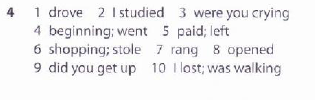 4 1 drove 2 I studied 3 were you crying
4 beginning; went 5 paid; left
6 shopping; stole 7 rang 8 opened
9 did you get up 10 I lost; was walking